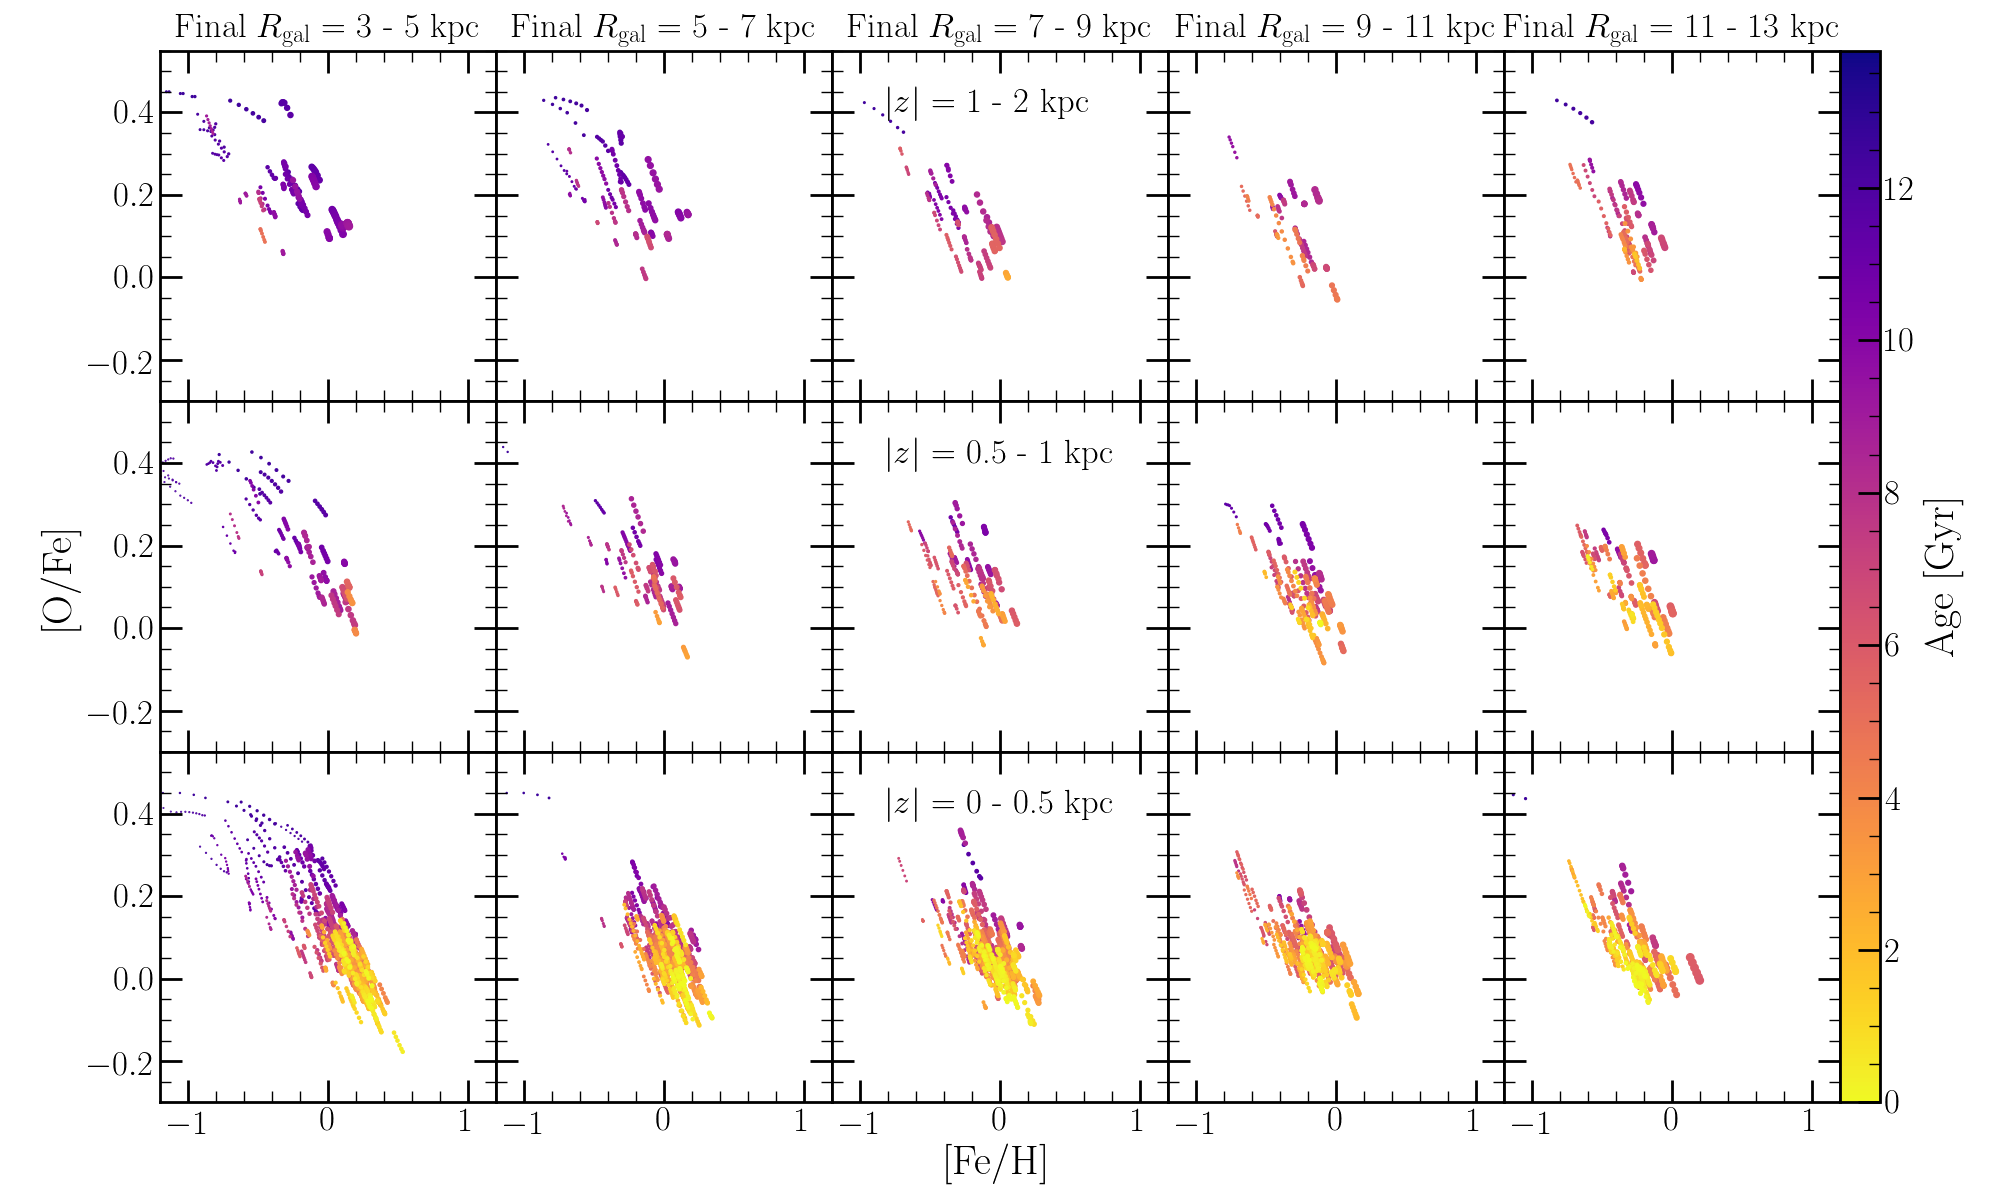 Final R_gal = 3 - 5 kpc Final R_gal = 5 - 7 kpc Final R_gal = 7 - 9 kpc Final R_gal = 9 - 11 kpc Final R_gal = 11 - 13 kpc
|z| = 1 - 2 kpc
0.4
0.2
0.0
−0.2
|z| = 0.5 - 1 kpc
0.4
0.2
0.0
−0.2
|z| = 0 - 0.5 kpc
0.4
0.2
0.0
−0.2
[O/Fe]
−1 0 1 −1 0 1 −1 0 1 −1 0 1 −1 0 1
[Fe/H]
12
10
8
6
4
2
0
Age [Gyr]